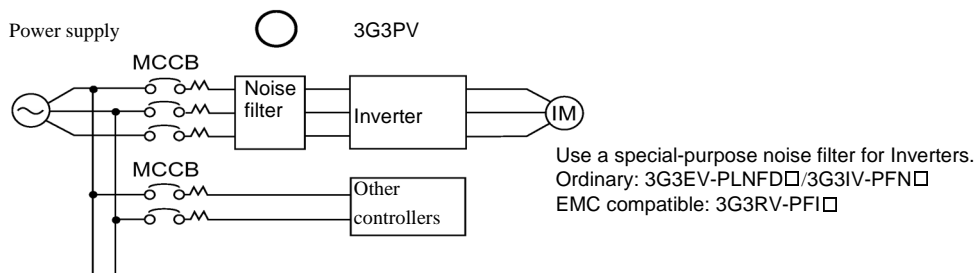 Power supply
3G3PV
MCCB
Noise
filter
Inverter
IM
MCCB
Other
controllers
Use a special-purpose noise filter for Inverters.
Ordinary: 3G3EV-PLNFD□/3G3IV-PFN□
EMC compatible: 3G3RV-PFI□